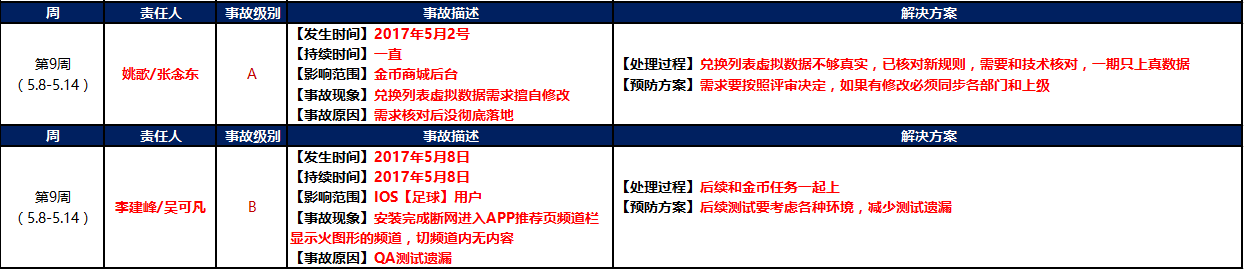 周 责任人 事故级别 事故描述 解决方案
第9周
（5.8-5.14）
姚歌/张念东
A
【发生时间】2017年5月2号
【持续时间】一直
【影响范围】金币商城后台
【事故现象】兑换列表虚拟数据需求擅自修改
【事故原因】需求核对后没彻底落地
【处理过程】兑换列表虚拟数据不够真实，已核对新规则，需要和技术核对，一期只上真数据
【预防方案】需求要按照评审决定，如果有修改必须同步各部门和上级
周 责任人 事故级别 事故描述 解决方案
第9周
（5.8-5.14）
李建峰/吴可凡
B
【发生时间】2017年5月8日
【持续时间】2017年5月8日
【影响范围】IOS【足球】用户
【事故现象】安装完成断网进入APP推荐页频道栏
显示火图形的频道，切频道内无内容
【事故原因】QA测试遗漏
【处理过程】后续和金币任务一起上
【预防方案】后续测试要考虑各种环境，减少测试遗漏